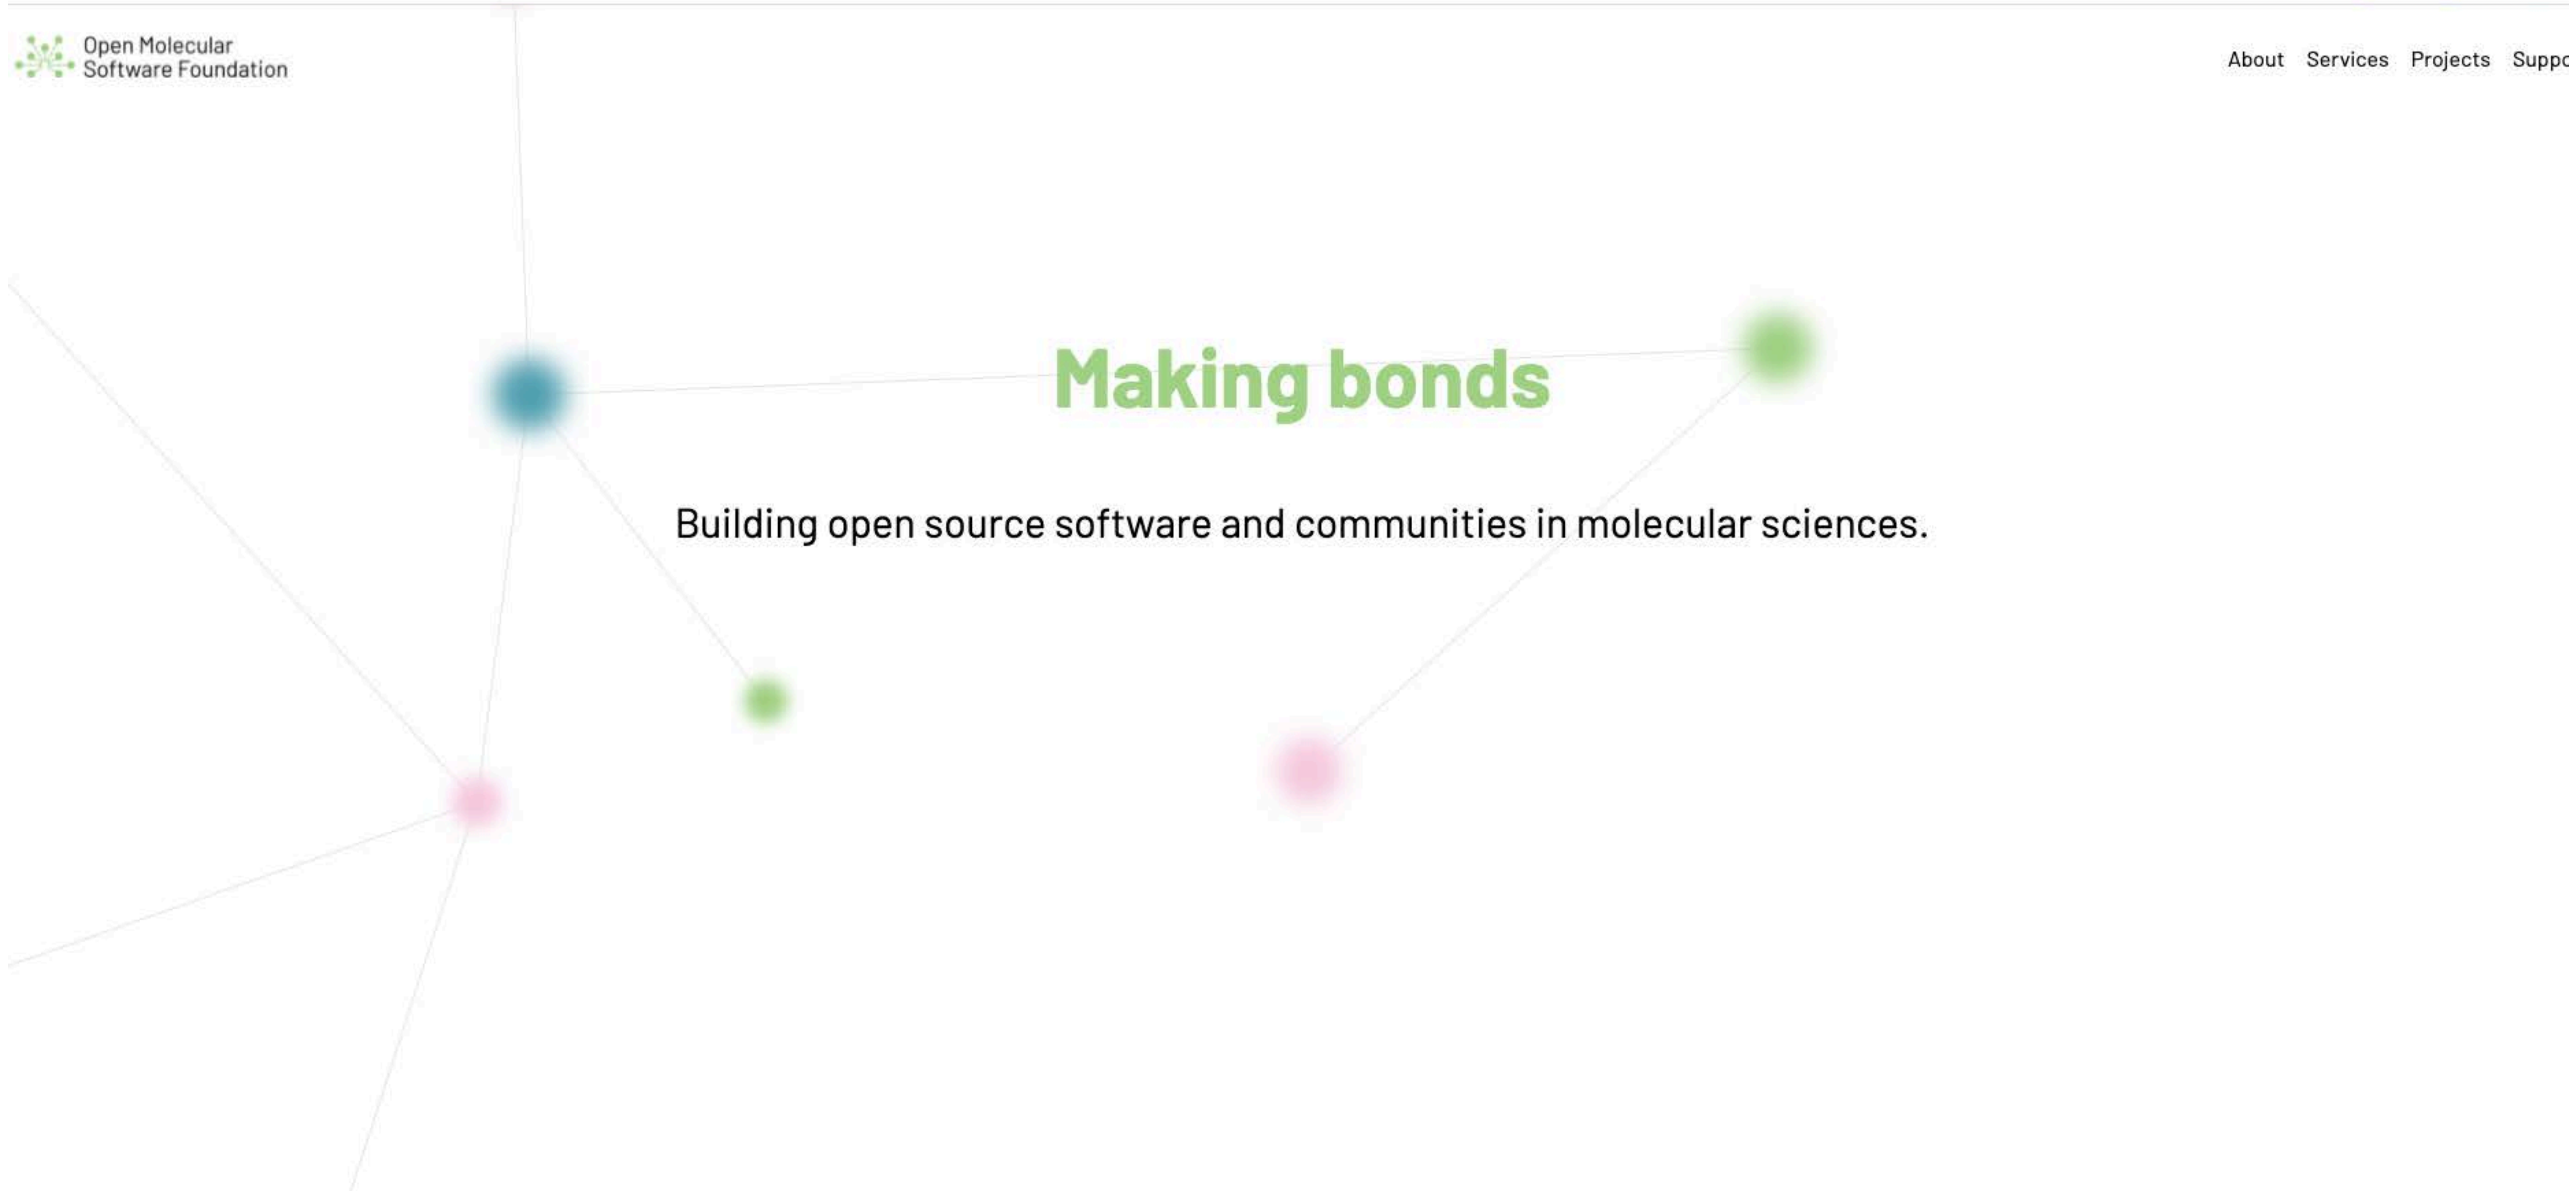 Open Molecular
Software Foundation
About Services Projects
Making bonds
Building open source software and communities in molecular sciences.